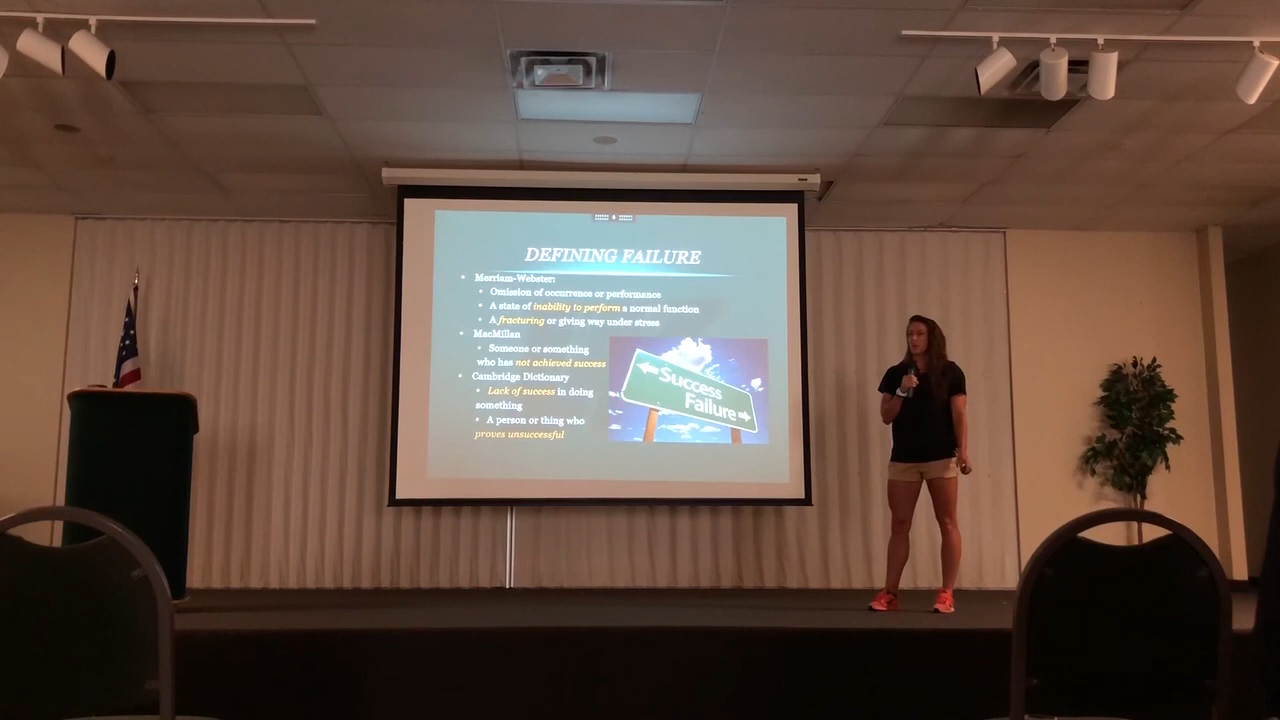 DEFINING FAILURE
• Merriam-Webster:
• Omission of occurrence or performance
• A state of inability to perform a normal function
• A fracturing or giving way under stress
• MacMillan
• Someone or something
who has not achieved success
• Cambridge Dictionary
• Lack of success in doing
something
• A person or thing who
proves unsuccessful
Success
Failure